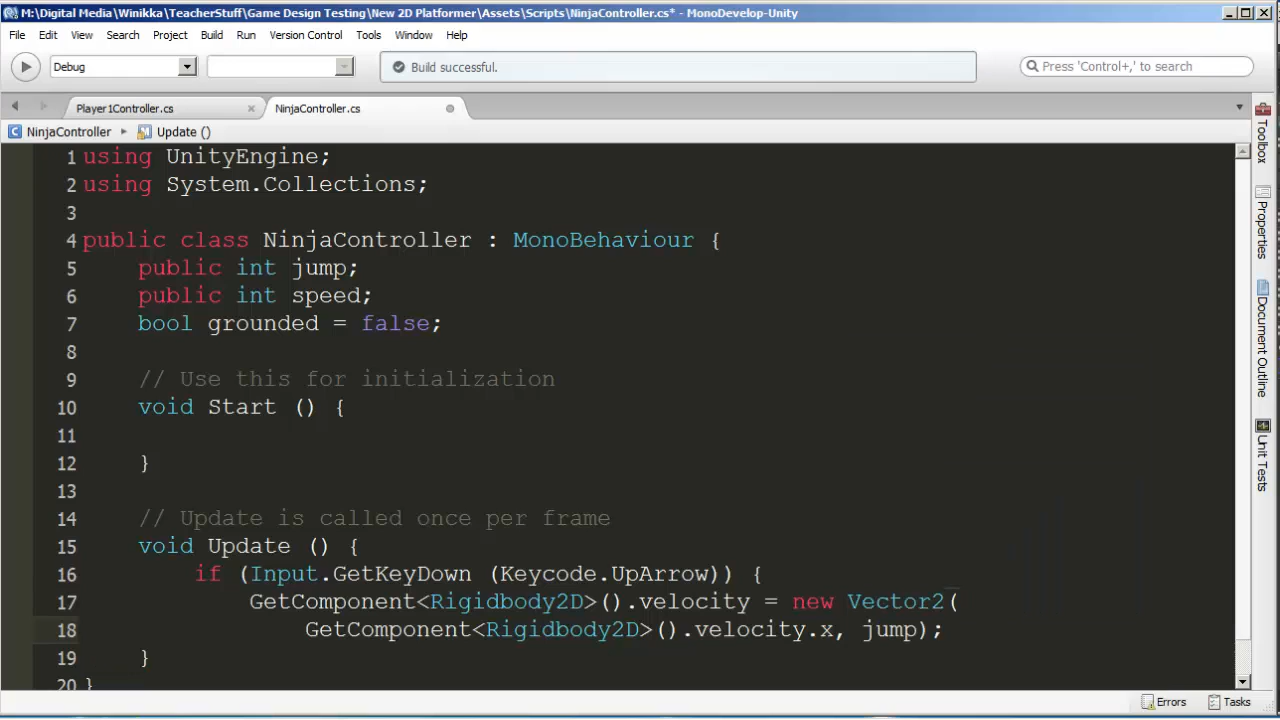 M:\Digital Media\Winikka\TeacherStuff\Game Design Testing\New 2D Platformer\Assets\Scripts\NinjaController.cs* - MonoDevelop-Unity
File Edit View Search Project Build Run Version Control Tools Window Help
Debug
Build successful.
Press 'Control+,' to search
Player1Controller.cs
NinjaController.cs
NinjaController
Update ()
1 using UnityEngine;
2 using System.Collections;
3
4 public class NinjaController : MonoBehaviour {
5 public int jump;
6 public int speed;
7 bool grounded = false;
8
9 // Use this for initialization
10 void Start () {
11
12 }
13
14 // Update is called once per frame
15 void Update () {
16 if (Input.GetKeyDown (Keycode.UpArrow)) {
17 GetComponent<Rigidbody2D>().velocity = new Vector2(
18 GetComponent<Rigidbody2D>().velocity.x, jump);
19 }
20 }
Toolbox
Properties
Document Outline
Unit Tests
Errors
Tasks